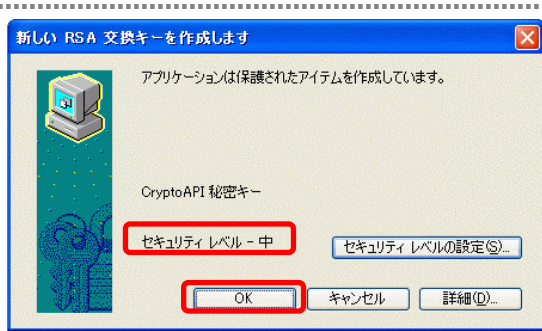 新しい RSA 交換キーを作成します
アプリケーションは保護されたアイテムを作成しています。
CryptoAPI 秘密キー
セキュリティ レベル - 中
セキュリティ レベルの設定(S)...
OK
キャンセル
詳細(D)...